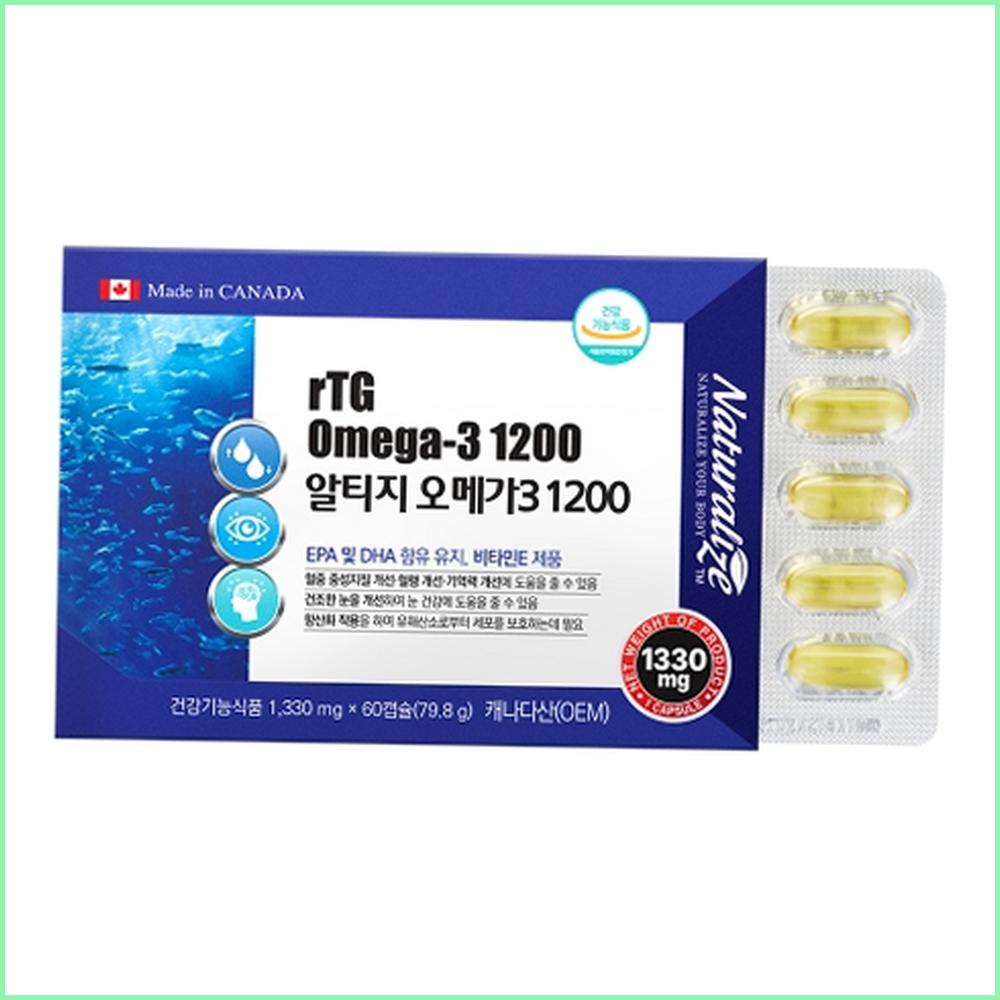 Made in CANADA
건강
기능식품
rTG
Omega-3 1200
알티지 오메가3 1200
EPA 및 DHA 함유 유지, 비타민E 제품
혈중 중성지질 개선·혈행 개선·기억력 개선에 도움을 줄 수 있음
건조한 눈을 개선하여 눈 건강에 도움을 줄 수 있음
항산화 작용을 하여 유해산소로부터 세포를 보호하는데 필요
Naturalize TM
NATURALIZE YOUR BODY
NET WEIGHT OF PRODUCT
1330
mg
1 CAPSULE
건강기능식품 1,330 mg × 60캡슐(79.8 g) 캐나다산(OEM)